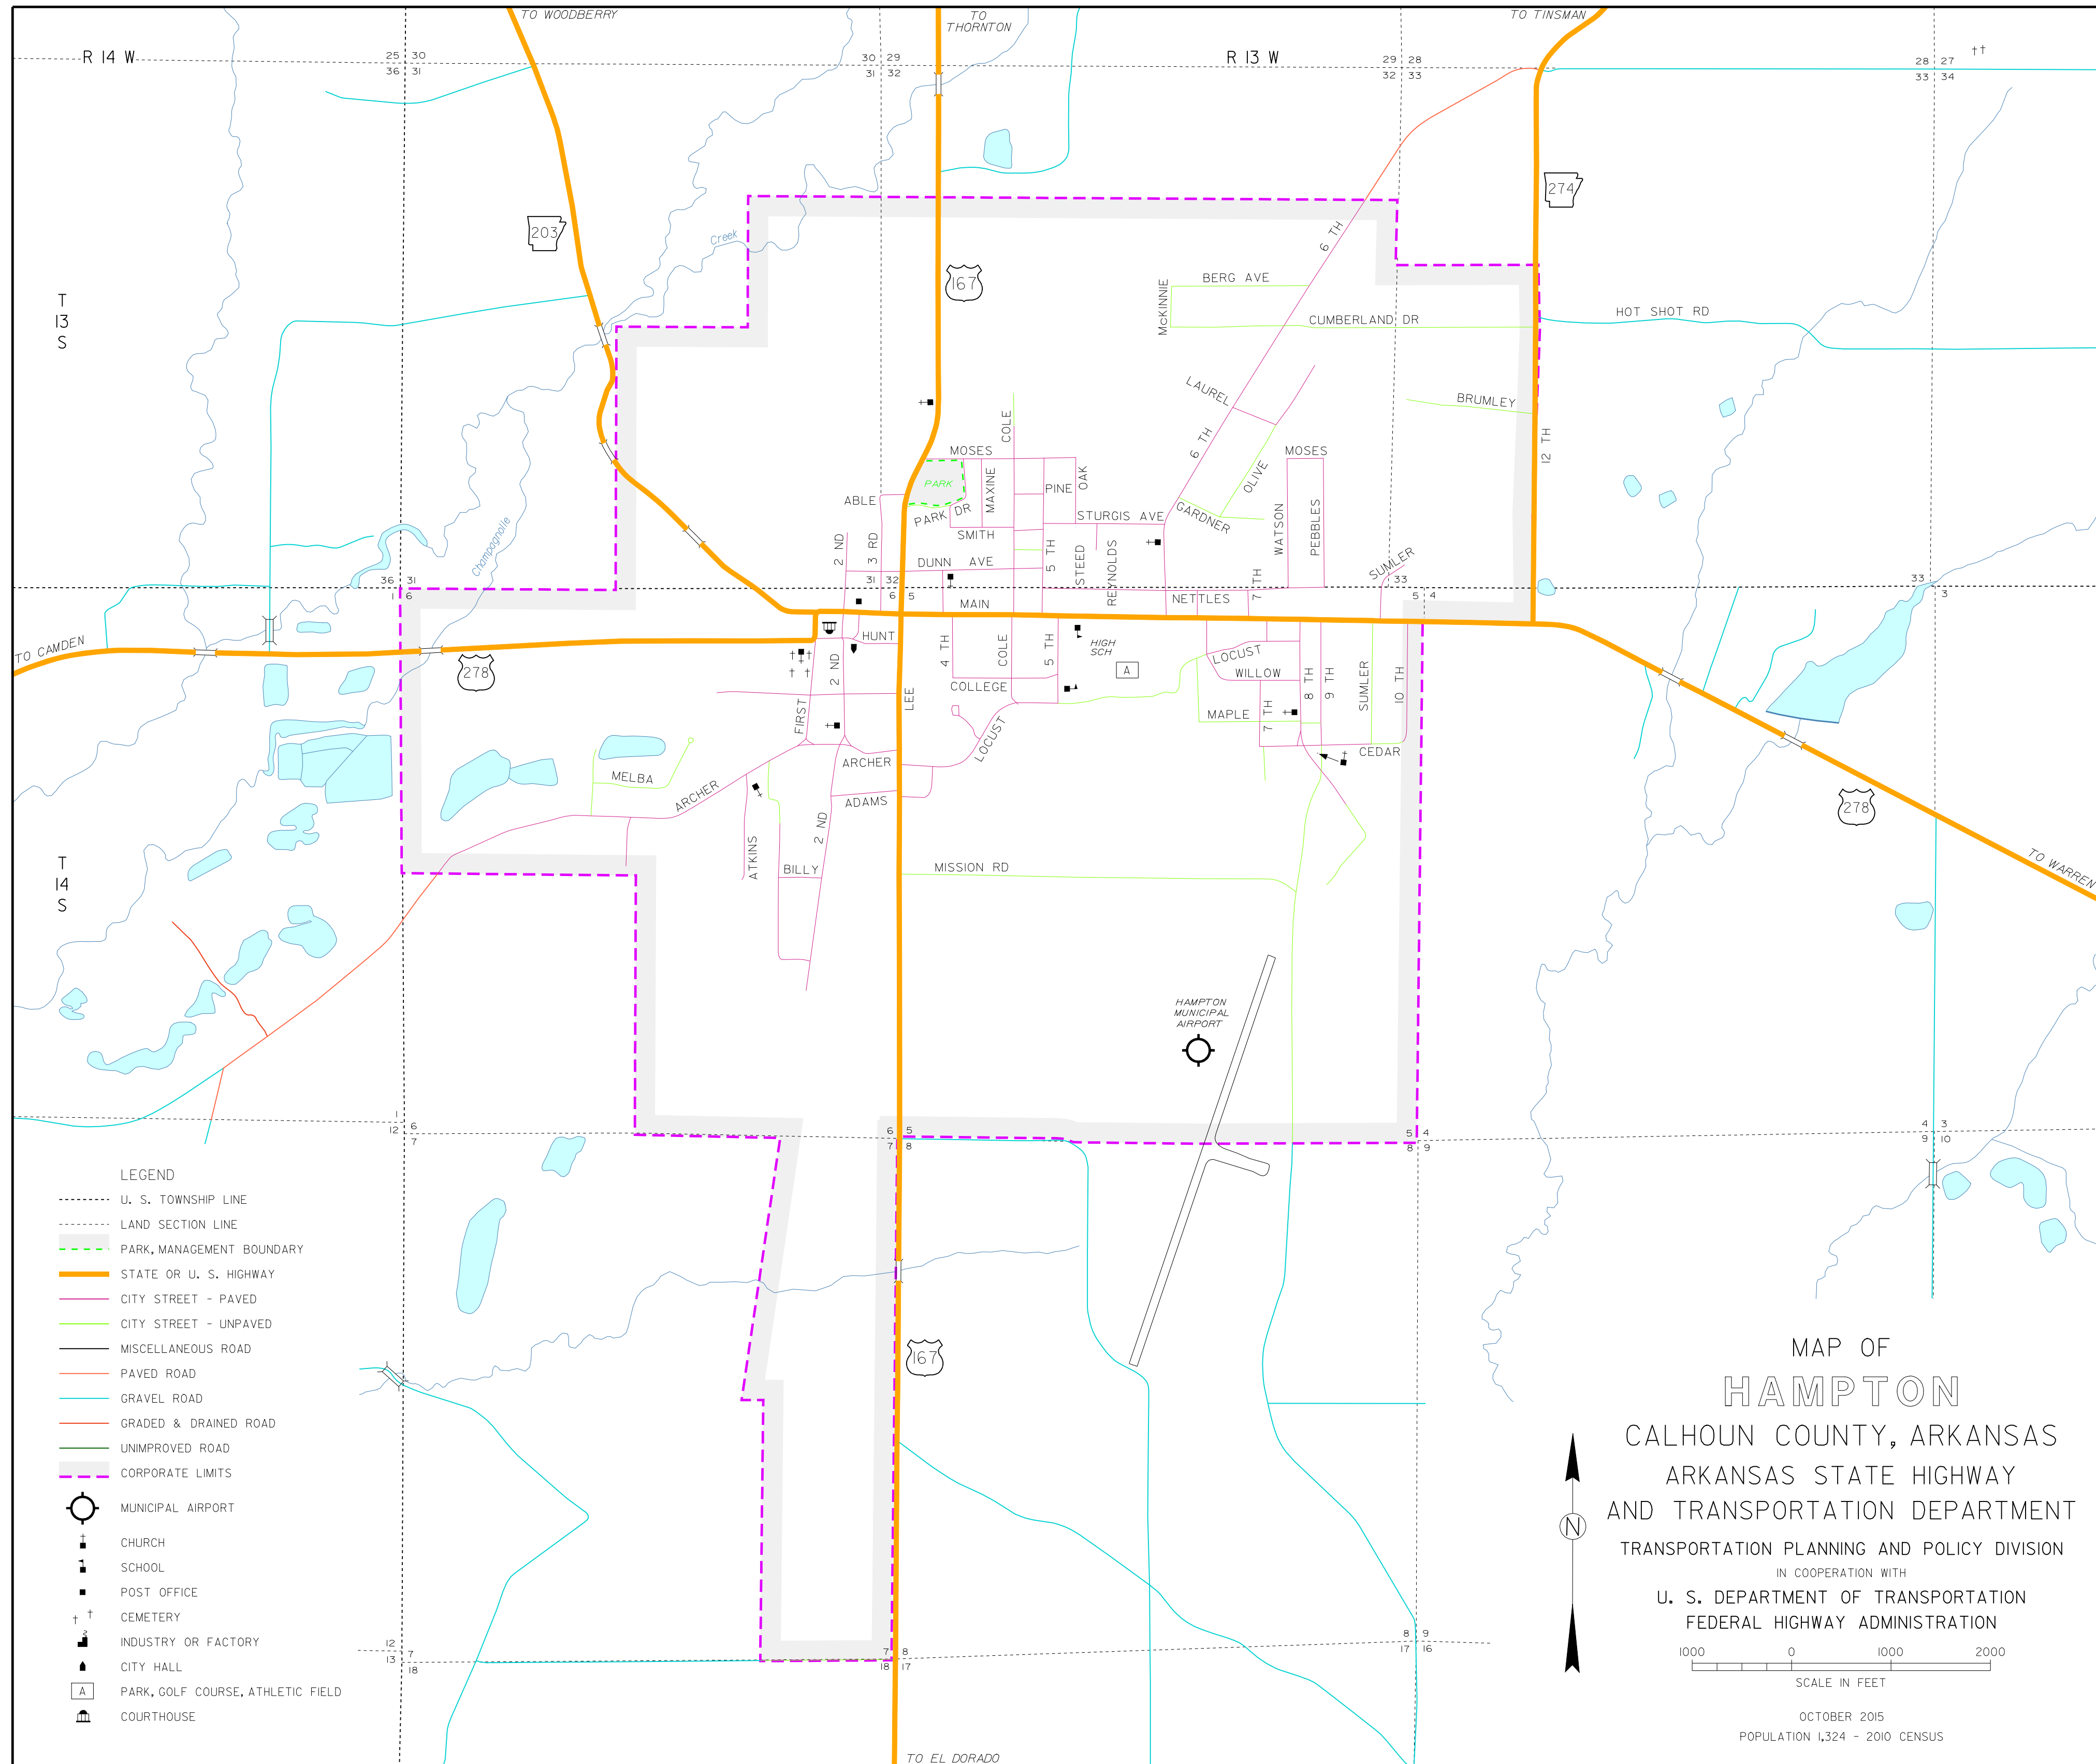 TO WOODBERRY
TO
THORNTON
TO TINSMAN
R 14 W
25 30
36 31
30 29
31 32
R 13 W
29 28
32 33
28 27
33 34
203
167
274
Creek
T
13
S
6 TH
BERG AVE
McKINNIE
CUMBERLAND DR
HOT SHOT RD
LAUREL
BRUMLEY
COLE
6 TH
12 TH
MOSES
MOSES
PARK
MAXINE
PINE
OAK
OLIVE
ABLE
PARK DR
STURGIS AVE
GARDNER
WATSON
PEBBLES
SMITH
Champagnolle
2 ND
3 RD
DUNN AVE
5 TH
STEED
REYNOLDS
7 TH
SUMLER
36 31
1 6
31 32
6 5
33
5 4
33
3
MAIN
NETTLES
HUNT
TO CAMDEN
278
2 ND
4 TH
COLE
5 TH
HIGH
SCH
A
LOCUST
WILLOW
8 TH
9 TH
SUMLER
10 TH
COLLEGE
FIRST
LEE
LOCUST
MAPLE
7 TH
CEDAR
ARCHER
MELBA
ARCHER
ADAMS
2 ND
278
TO WARREN
ATKINS
BILLY
MISSION RD
T
14
S
HAMPTON
MUNICIPAL
AIRPORT
1 6
12 7
6 5
7 8
5 4
8 9
4 3
9 10
167
LEGEND
U. S. TOWNSHIP LINE
LAND SECTION LINE
PARK, MANAGEMENT BOUNDARY
STATE OR U. S. HIGHWAY
CITY STREET - PAVED
CITY STREET - UNPAVED
MISCELLANEOUS ROAD
PAVED ROAD
GRAVEL ROAD
GRADED & DRAINED ROAD
UNIMPROVED ROAD
CORPORATE LIMITS
MUNICIPAL AIRPORT
CHURCH
SCHOOL
POST OFFICE
CEMETERY
INDUSTRY OR FACTORY
CITY HALL
A PARK, GOLF COURSE, ATHLETIC FIELD
COURTHOUSE
12 7
13 18
7 8
18 17
8 9
17 16
TO EL DORADO
MAP OF
HAMPTON
CALHOUN COUNTY, ARKANSAS
ARKANSAS STATE HIGHWAY
AND TRANSPORTATION DEPARTMENT
TRANSPORTATION PLANNING AND POLICY DIVISION
IN COOPERATION WITH
U. S. DEPARTMENT OF TRANSPORTATION
FEDERAL HIGHWAY ADMINISTRATION
N
1000 0 1000 2000
SCALE IN FEET
OCTOBER 2015
POPULATION 1,324 - 2010 CENSUS